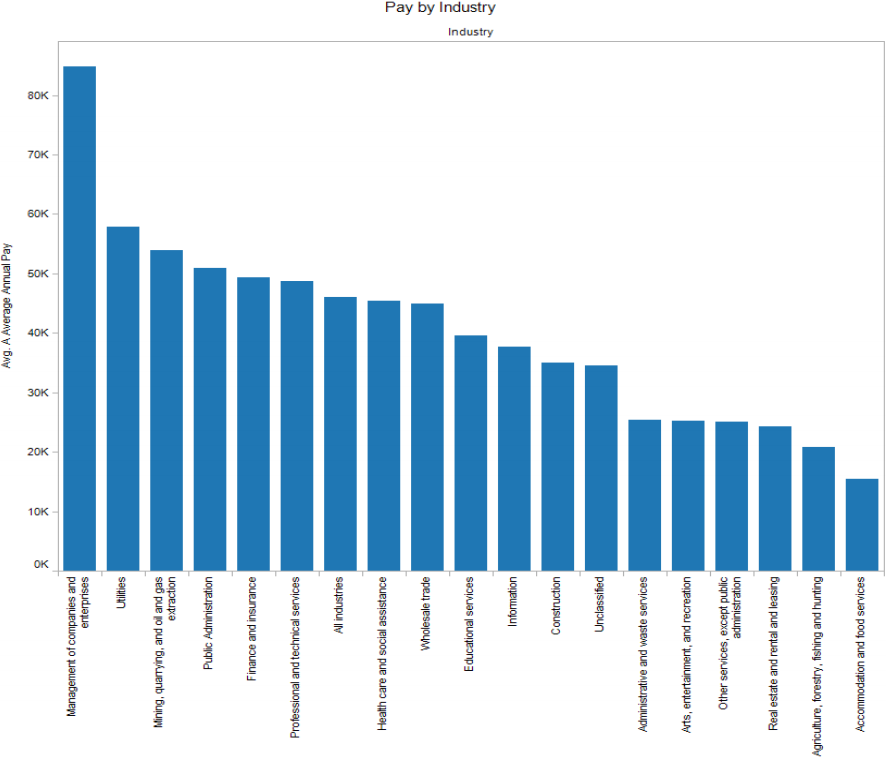 Pay by Industry
Industry
Avg. A Average Annual Pay
80K
70K
60K
50K
40K
30K
20K
10K
0K
Management of companies and
enterprises
Utilities
Mining, quarrying, and oil and gas
extraction
Public Administration
Finance and insurance
Professional and technical services
All industries
Health care and social assistance
Wholesale trade
Educational services
Information
Construction
Unclassified
Administrative and waste services
Arts, entertainment, and recreation
Other services, except public
administration
Real estate and rental and leasing
Agriculture, forestry, fishing and hunting
Accommodation and food services